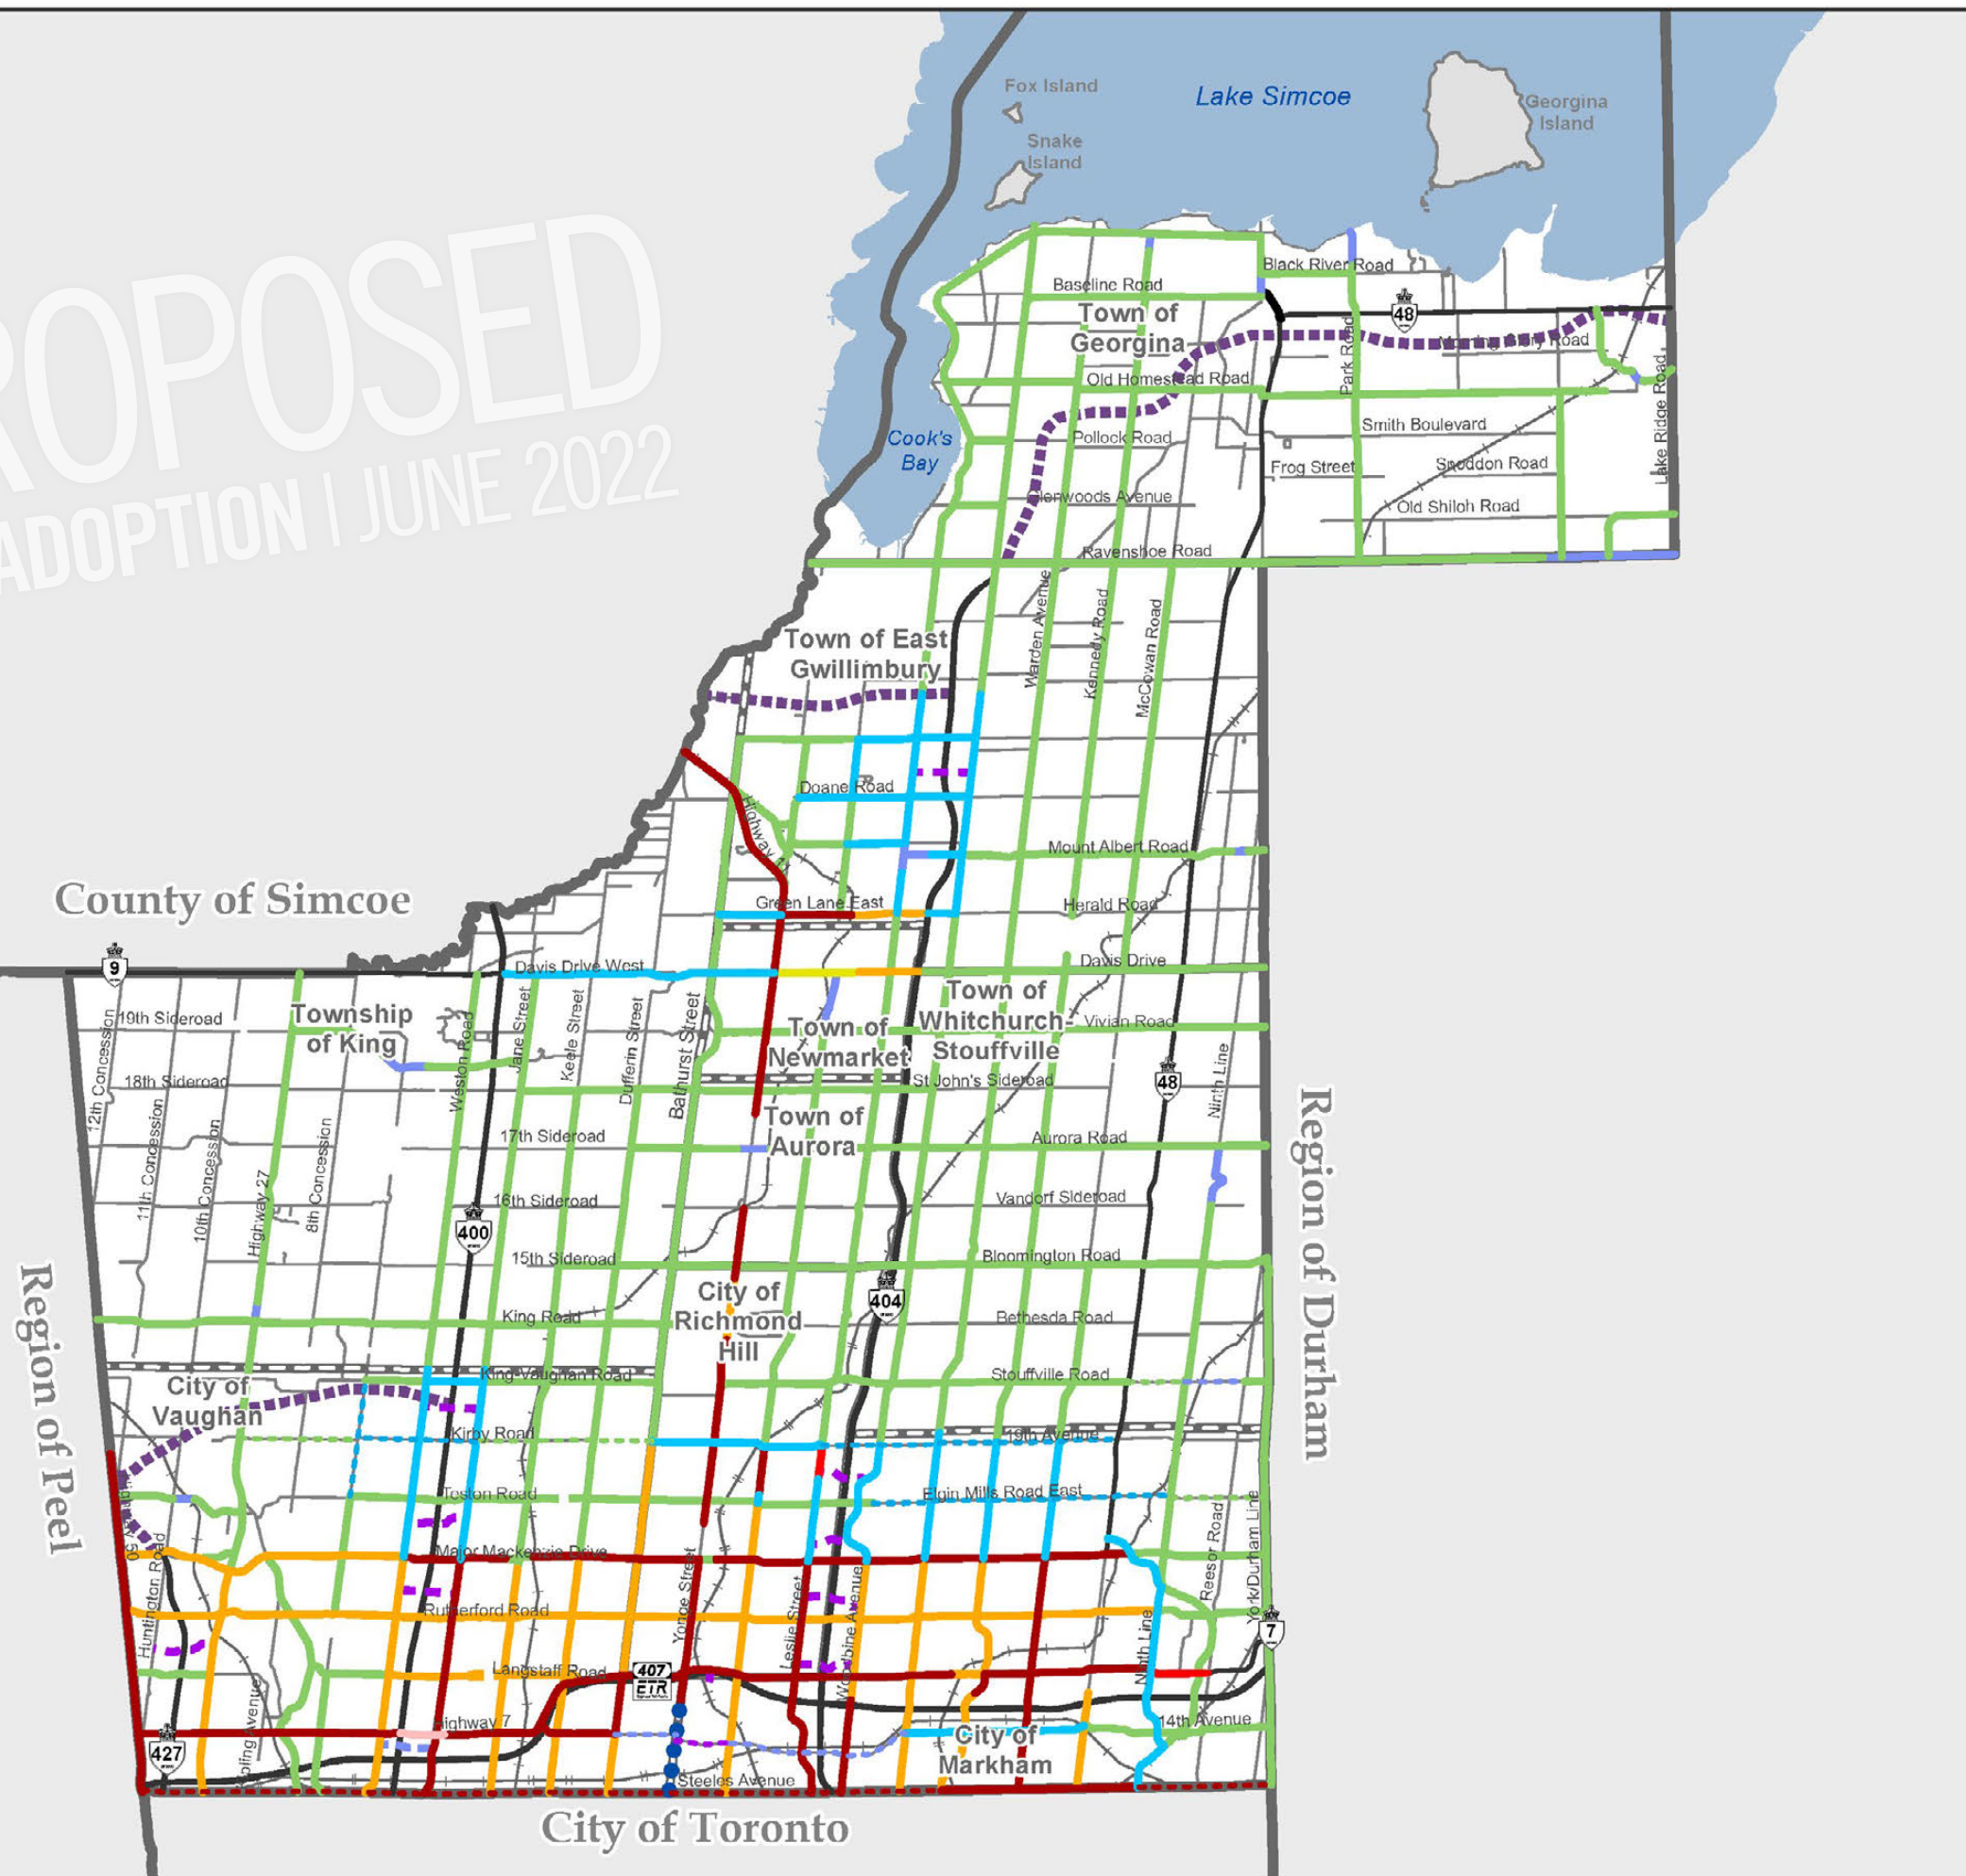 Fox Island
Lake Simcoe
Georgina
Island
Snake
Island
OPOSED
ADOPTION | JUNE 2022
Black River Road
Baseline Road
Town of
Georgina
48
Park Road
Morning Glory Road
Old Homestead Road
Lake Ridge Road
Cook's
Bay
Smith Boulevard
Pollock Road
Frog Street
Snoddon Road
Glenwoods Avenue
Old Shiloh Road
Ravenshoe Road
Warden Avenue
Kennedy Road
McCowan Road
Town of East
Gwillimbury
Doane Road
Highway 11
Mount Albert Road
County of Simcoe
Green Lane East
Herald Road
9
Davis Drive West
Davis Drive
Township
of King
Town of
Whitchurch-
Stouffville
19th Sideroad
Town of
Newmarket
Vivian Road
12th Concession
Weston Road
Jane Street
Keele Street
Dufferin Street
Bathurst Street
18th Sideroad
St John's Sideroad
48
Ninth Line
Town of
Aurora
17th Sideroad
Aurora Road
11th Concession
10th Concession
Highway 27
8th Concession
16th Sideroad
Vandorf Sideroad
400
15th Sideroad
Bloomington Road
Region of Durham
Region of Peel
City of
Richmond
Hill
404
King Road
Bethesda Road
King-Vaughan Road
Stouffville Road
City of
Vaughan
Kirby Road
19th Avenue
Teston Road
Elgin Mills Road East
Highway 50
Major Mackenzie Drive
Reesor Road
York/Durham Line
Huntington Road
Rutherford Road
Yonge Street
Leslie Street
Woodbine Avenue
Ninth Line
7
Langstaff Road
407
ETR
Highway 7
14th Avenue
427
City of
Markham
Steeles Avenue
City of Toronto